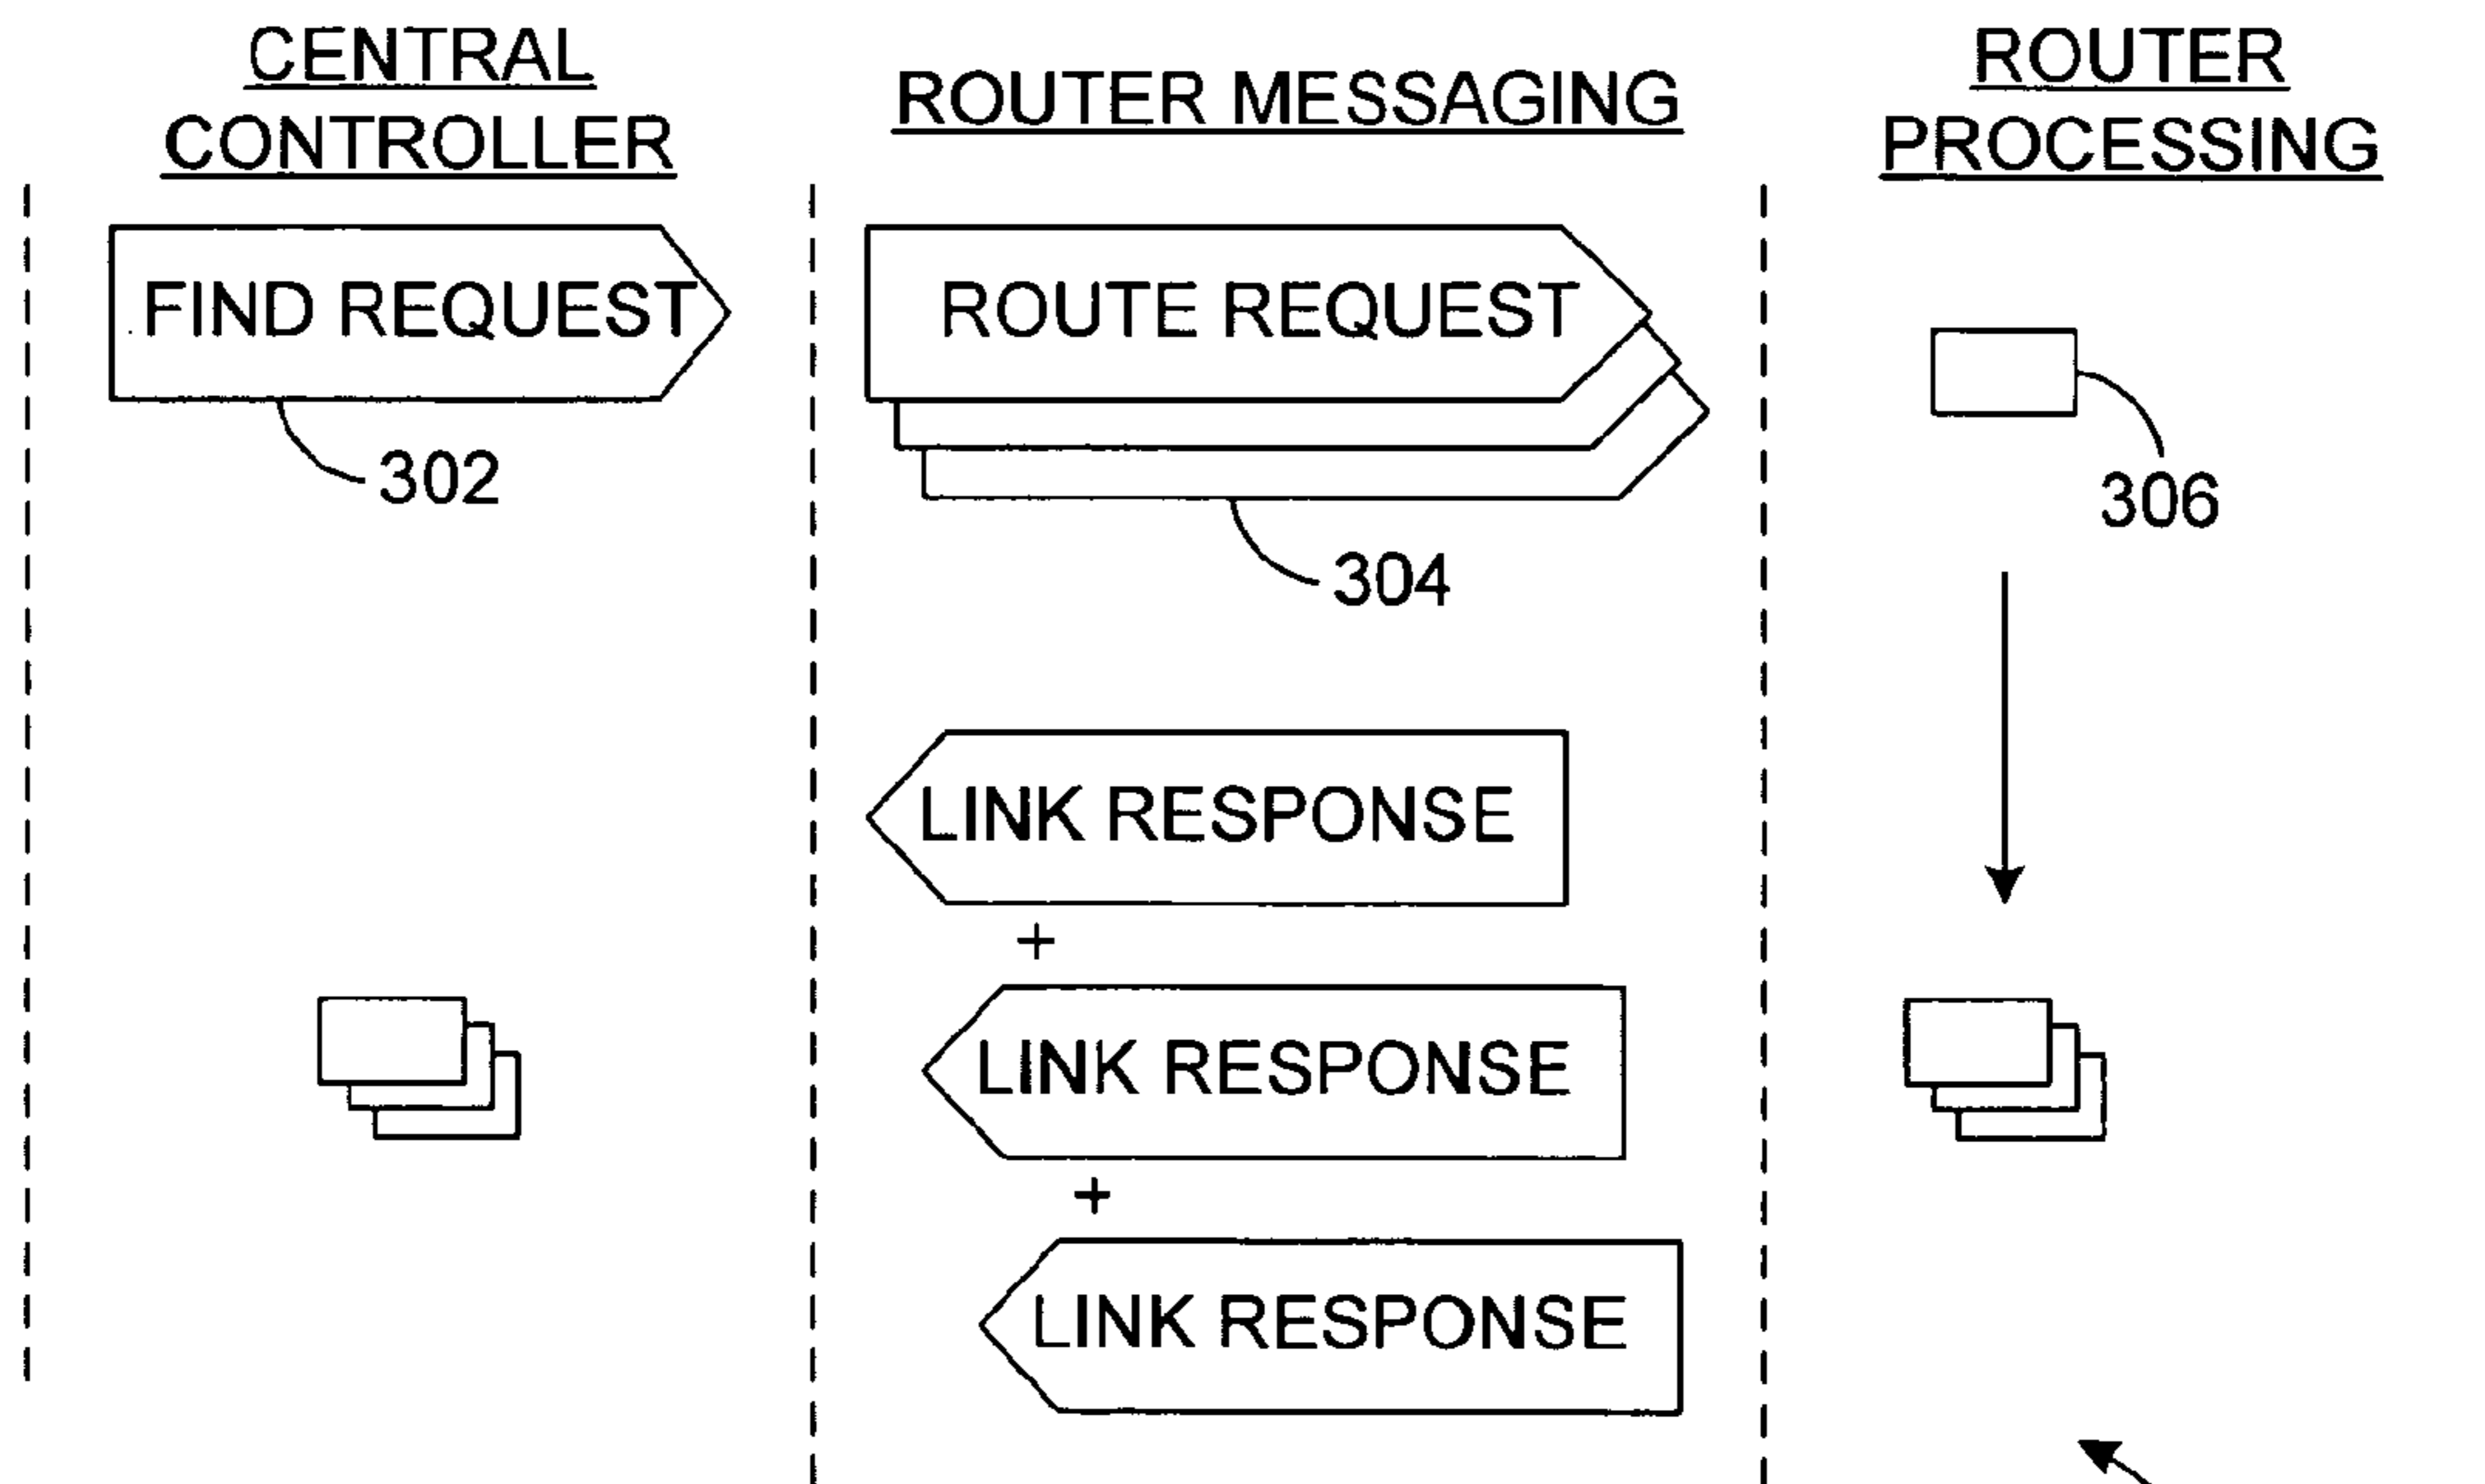 CENTRAL
CONTROLLER
ROUTER MESSAGING
ROUTER
PROCESSING
FIND REQUEST
ROUTE REQUEST
302
306
304
LINK RESPONSE
+
LINK RESPONSE
+
LINK RESPONSE